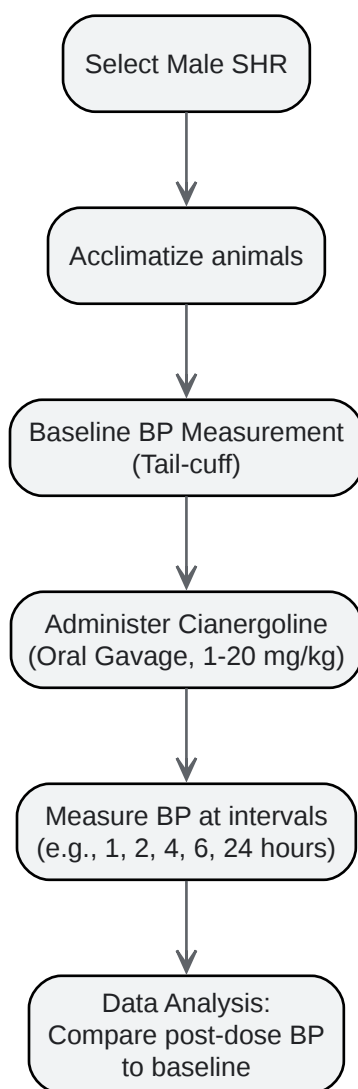 Select Male SHR
Acclimatize animals
Baseline BP Measurement
(Tail-cuff)
Administer Cianergoline
(Oral Gavage, 1-20 mg/kg)
Measure BP at intervals
(e.g., 1, 2, 4, 6, 24 hours)
Data Analysis:
Compare post-dose BP
to baseline